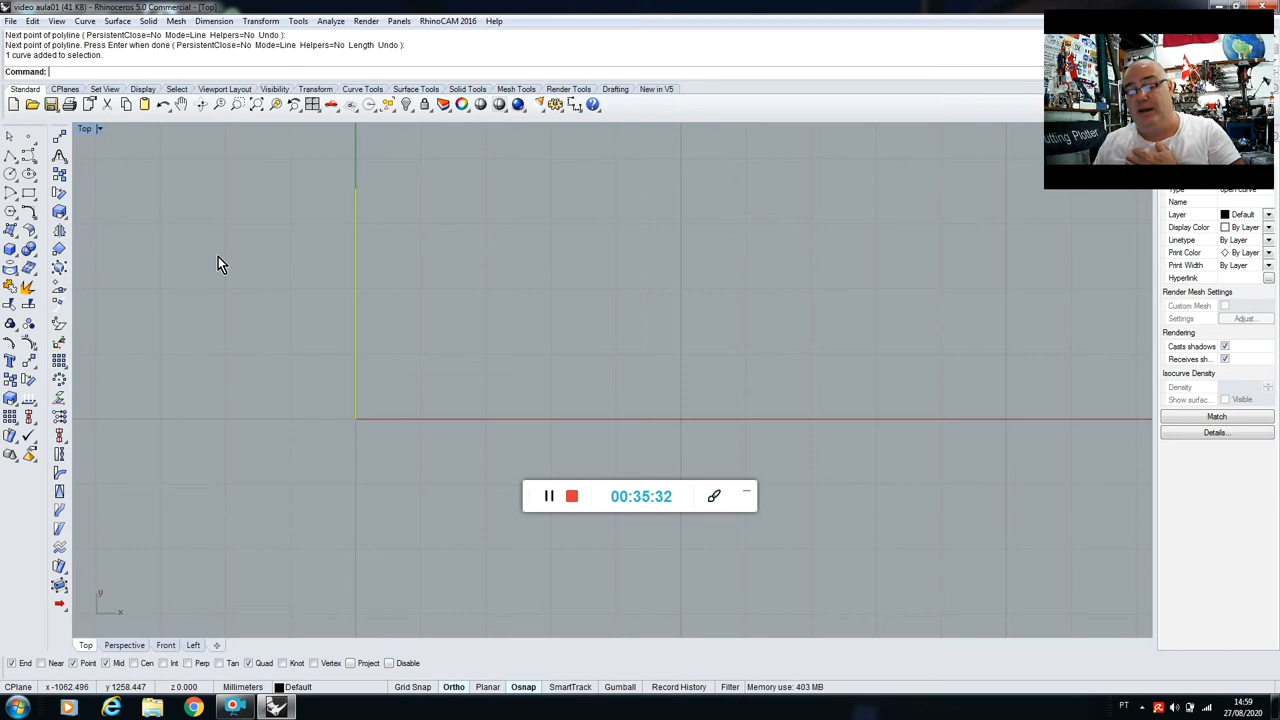 video aula01 (41 KB) - Rhinoceros 5.0 Commercial - [Top]
File Edit View Curve Surface Solid Mesh Dimension Transform Tools Analyze Render Panels RhinoCAM 2016 Help
Next point of polyline ( PersistentClose=No Mode=Line Helpers=No Undo ):
Next point of polyline. Press Enter when done ( PersistentClose=No Mode=Line Helpers=No Length Undo ):
1 curve added to selection.
Command:
Standard CPlanes Set View Display Select Viewport Layout Visibility Transform Curve Tools Surface Tools Solid Tools Mesh Tools Render Tools Drafting New in V5
Top
utting Plotter
Type open Curve
Name
Layer Default
Display Color By Layer
Linetype By Layer
Print Color By Layer
Print Width By Layer
Hyperlink ...
Render Mesh Settings
Custom Mesh
Settings Adjust...
Rendering
Casts shadows
Receives sh...
Isocurve Density
Density
Show surfac... Visible
Match
Details...
00:35:32
y
x
Top Perspective Front Left
End Near Point Mid Cen Int Perp Tan Quad Knot Vertex Project Disable
CPlane x -1062.496 y 1258.447 z 0.000 Millimeters Default Grid Snap Ortho Planar Osnap SmartTrack Gumball Record History Filter Memory use: 403 MB
PT 14:59
27/08/2020